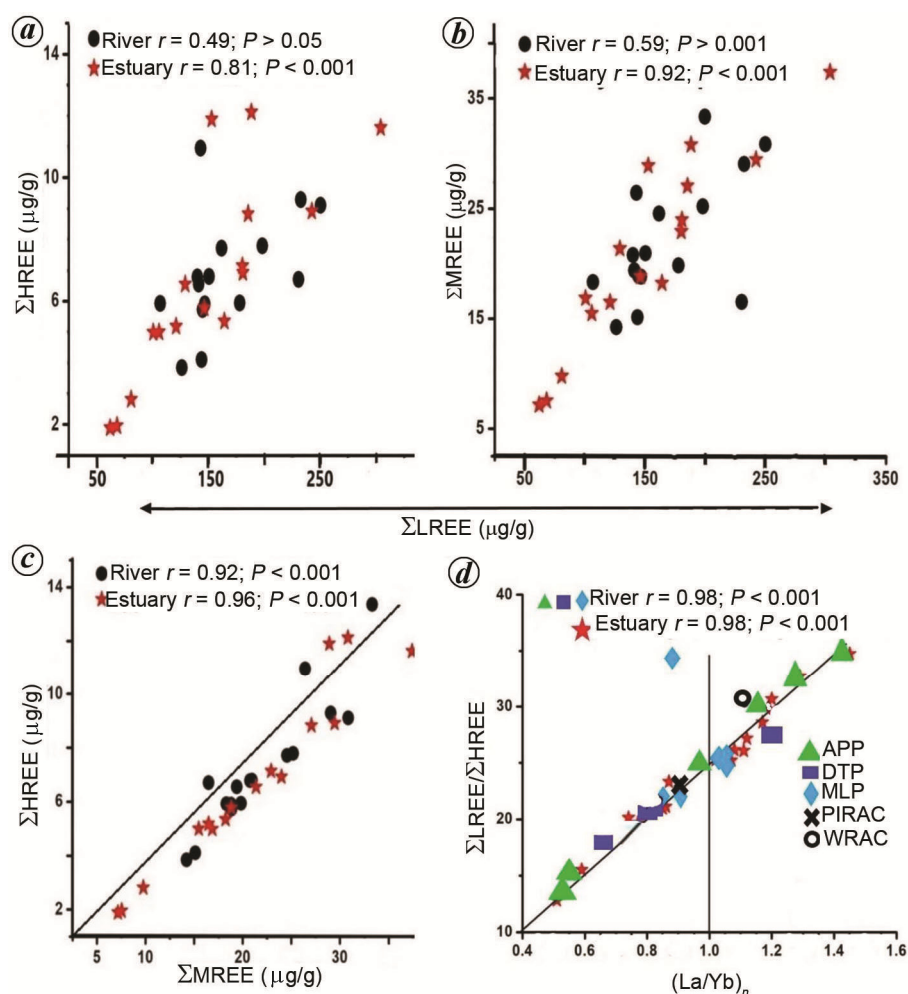 a
River r = 0.49; P > 0.05
Estuary r = 0.81; P < 0.001
14
10
6
2
ΣHREE (µg/g)
50
150
250
b
River r = 0.59; P > 0.001
Estuary r = 0.92; P < 0.001
35
25
15
5
ΣMREE (µg/g)
50
150
250
350
ΣLREE (µg/g)
c
River r = 0.92; P < 0.001
Estuary r = 0.96; P < 0.001
14
10
6
2
ΣHREE (µg/g)
5
10
20
30
ΣMREE (µg/g)
d
River r = 0.98; P < 0.001
Estuary r = 0.98; P < 0.001
40
30
20
10
ΣLREE/ΣHREE
APP
DTP
MLP
PIRAC
WRAC
0.4
0.6
0.8
1.0
1.2
1.4
1.6
(La/Yb)n